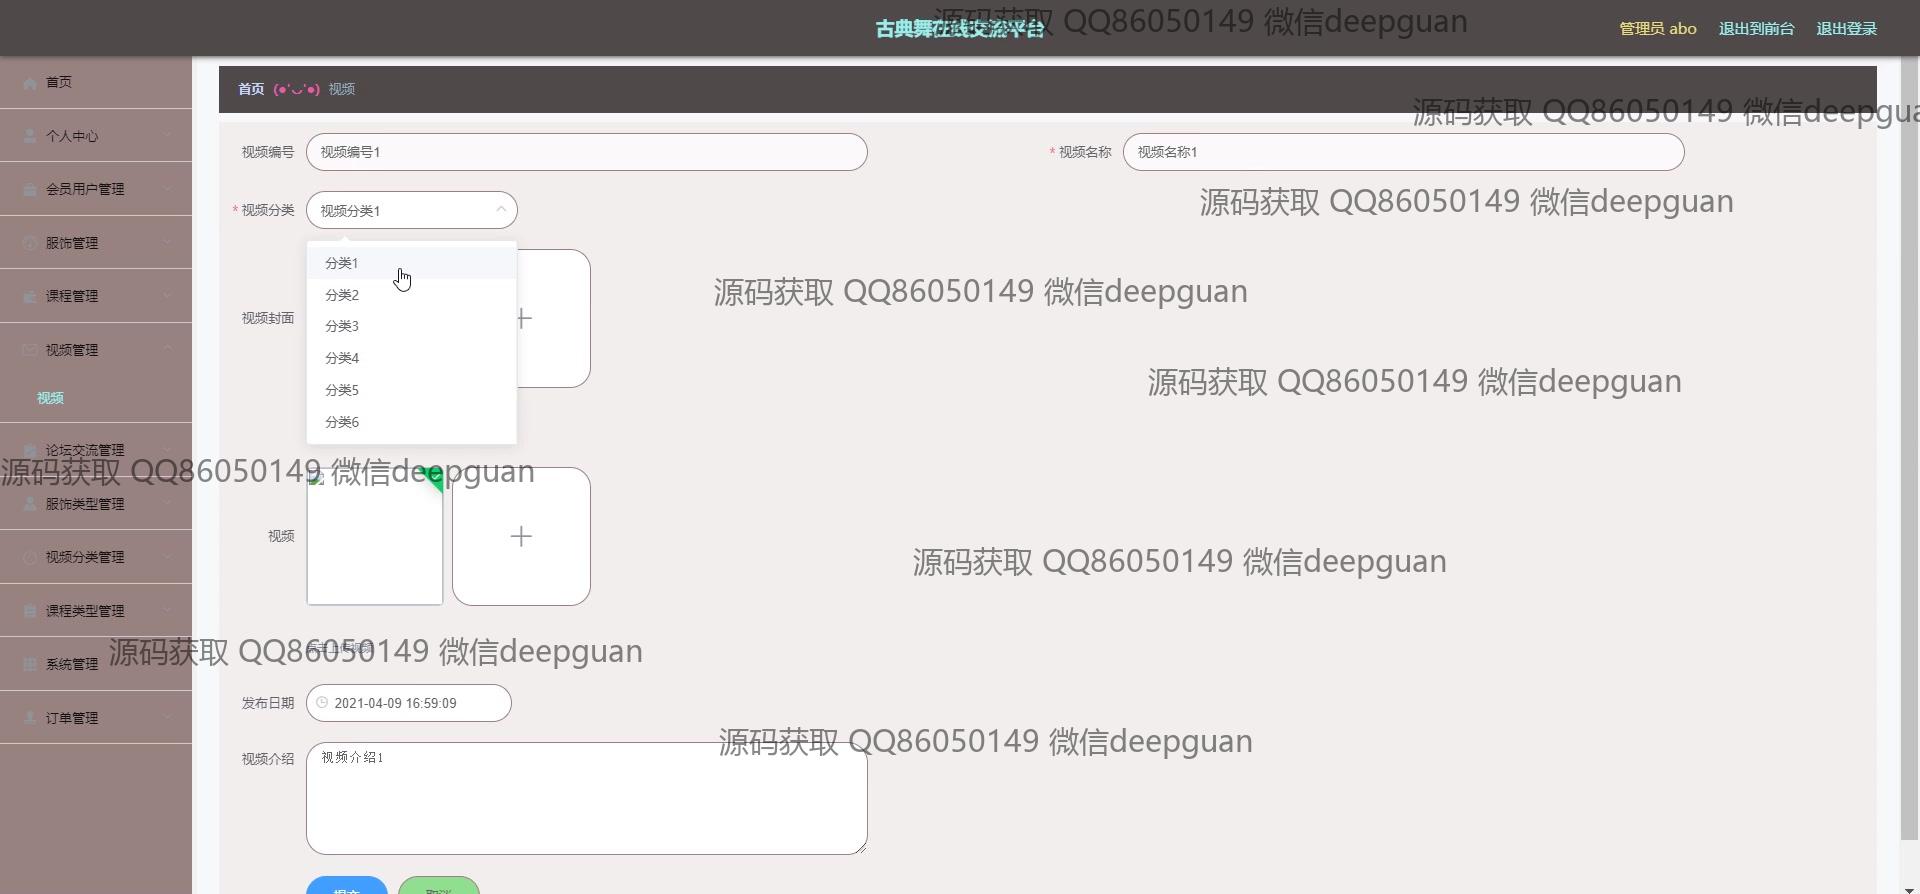 古典舞在线交流平台
源码获取 QQ86050149 微信deepguan
管理员 abo
退出到前台
退出登录
首页
个人中心
会员用户管理
服饰管理
课程管理
视频管理
视频
论坛交流管理
服饰类型管理
视频分类管理
课程类型管理
系统管理
订单管理
首页 (●'◡'●) 视频
源码获取 QQ86050149 微信deepgua
视频编号 视频编号1
* 视频名称 视频名称1
源码获取 QQ86050149 微信deepguan
* 视频分类 视频分类1
分类1
分类2
分类3
分类4
分类5
分类6
源码获取 QQ86050149 微信deepguan
视频封面
源码获取 QQ86050149 微信deepguan
源码获取 QQ86050149 微信deepguan
视频
源码获取 QQ86050149 微信deepguan
点击上传视频
源码获取 QQ86050149 微信deepguan
发布日期 2021-04-09 16:59:09
源码获取 QQ86050149 微信deepguan
视频介绍 视频介绍1
提交
取消